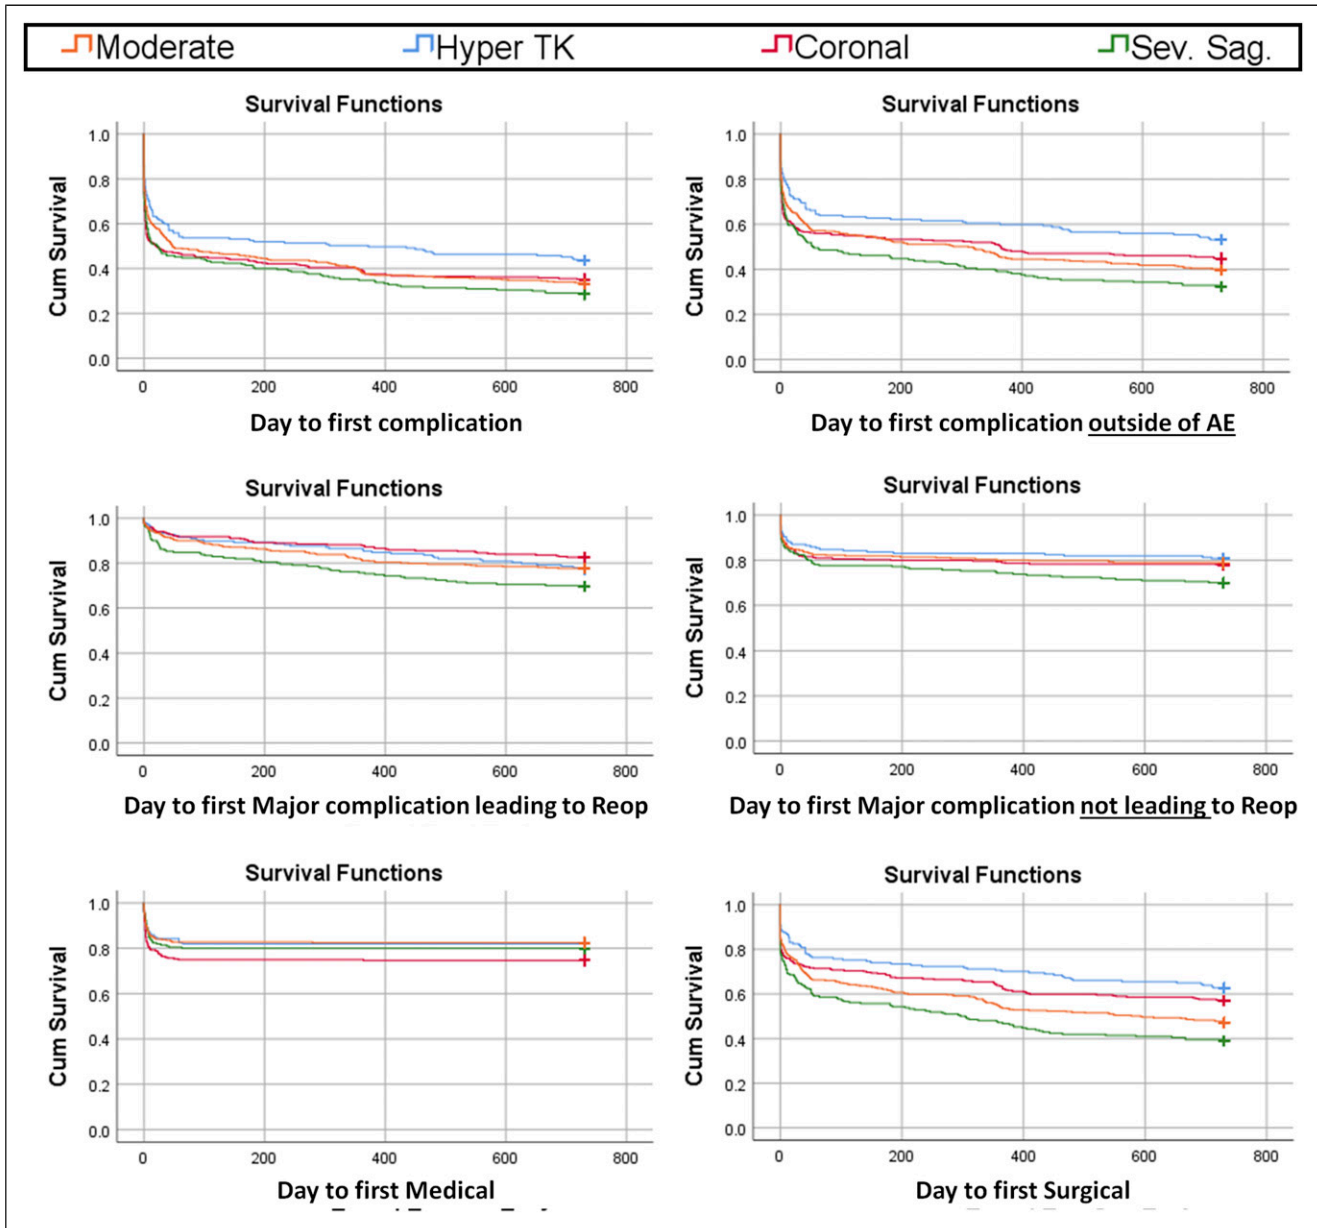 Moderate Hyper TK Coronal Sev. Sag.
Survival Functions
Cum Survival
1.0
0.8
0.6
0.4
0.2
0.0
0 200 400 600 800
Day to first complication
Survival Functions
Cum Survival
1.0
0.8
0.6
0.4
0.2
0.0
0 200 400 600 800
Day to first complication outside of AE
Survival Functions
Cum Survival
1.0
0.8
0.6
0.4
0.2
0.0
0 200 400 600 800
Day to first Major complication leading to Reop
Survival Functions
Cum Survival
1.0
0.8
0.6
0.4
0.2
0.0
0 200 400 600 800
Day to first Major complication not leading to Reop
Survival Functions
Cum Survival
1.0
0.8
0.6
0.4
0.2
0.0
0 200 400 600 800
Day to first Medical
Survival Functions
Cum Survival
1.0
0.8
0.6
0.4
0.2
0.0
0 200 400 600 800
Day to first Surgical